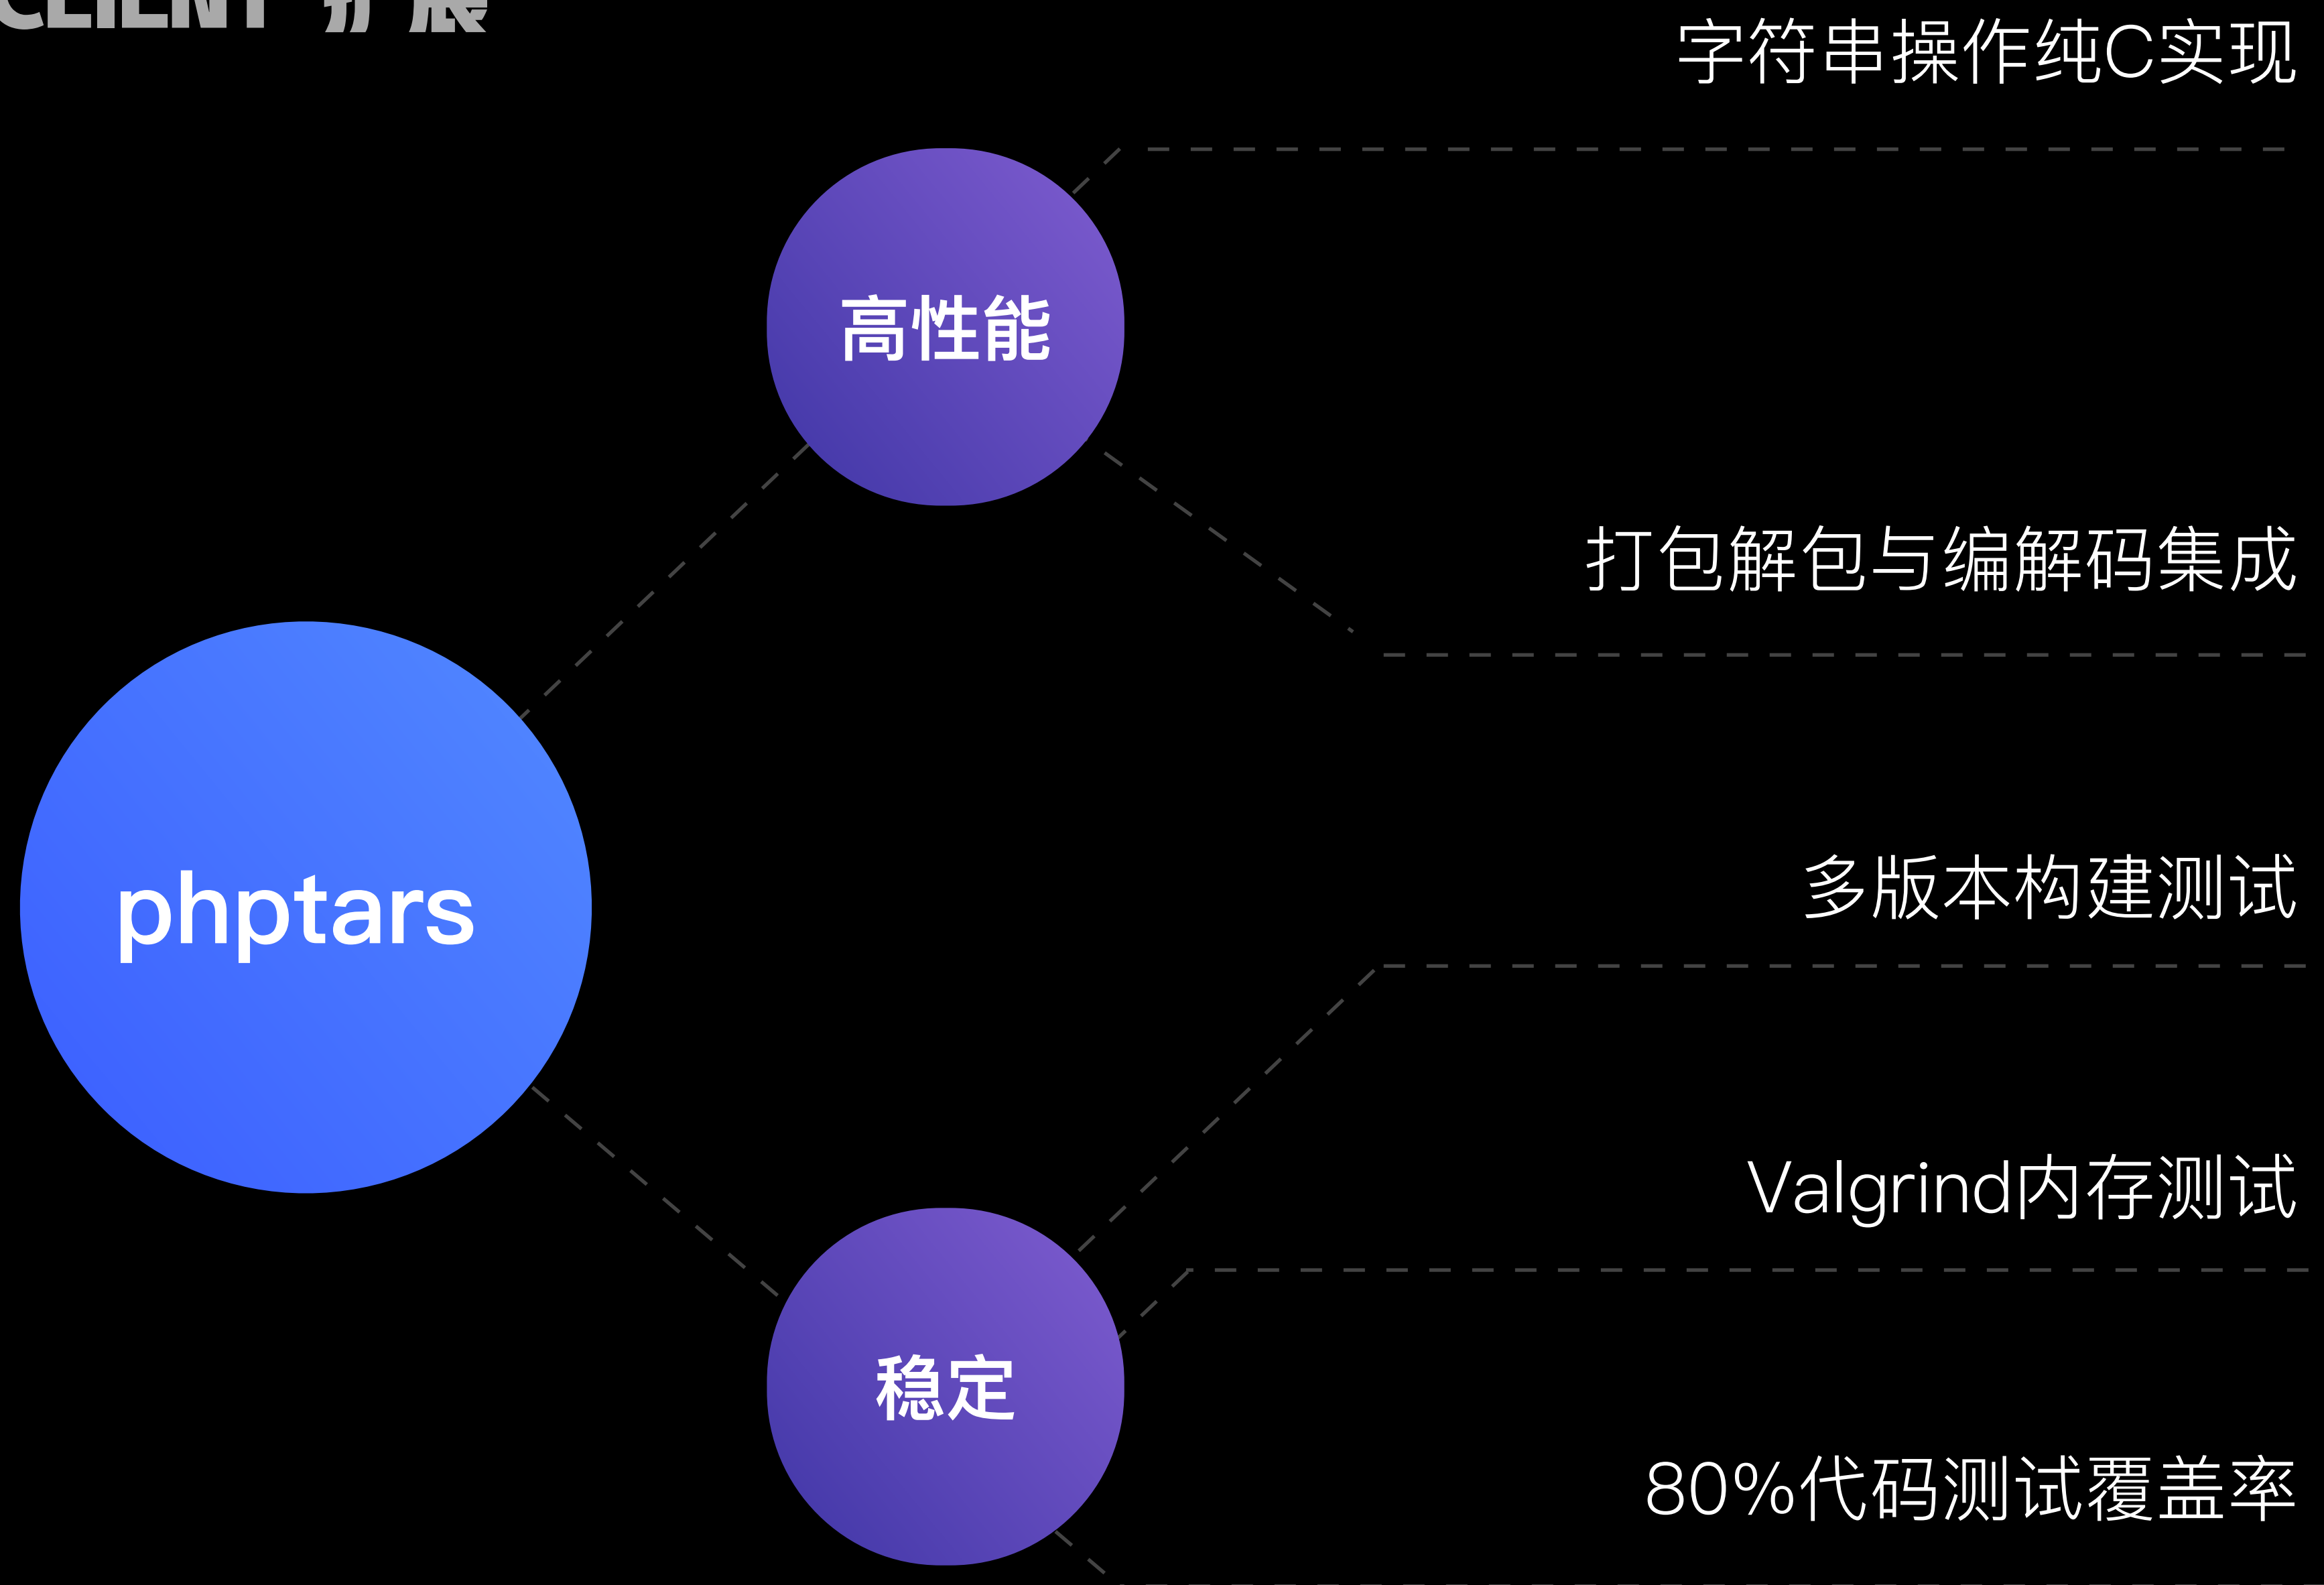 CLIENT 扩展
字符串操作纯C实现
高性能
打包解包与编解码集成
phptars
多版本构建测试
Valgrind内存测试
稳定
80%代码测试覆盖率